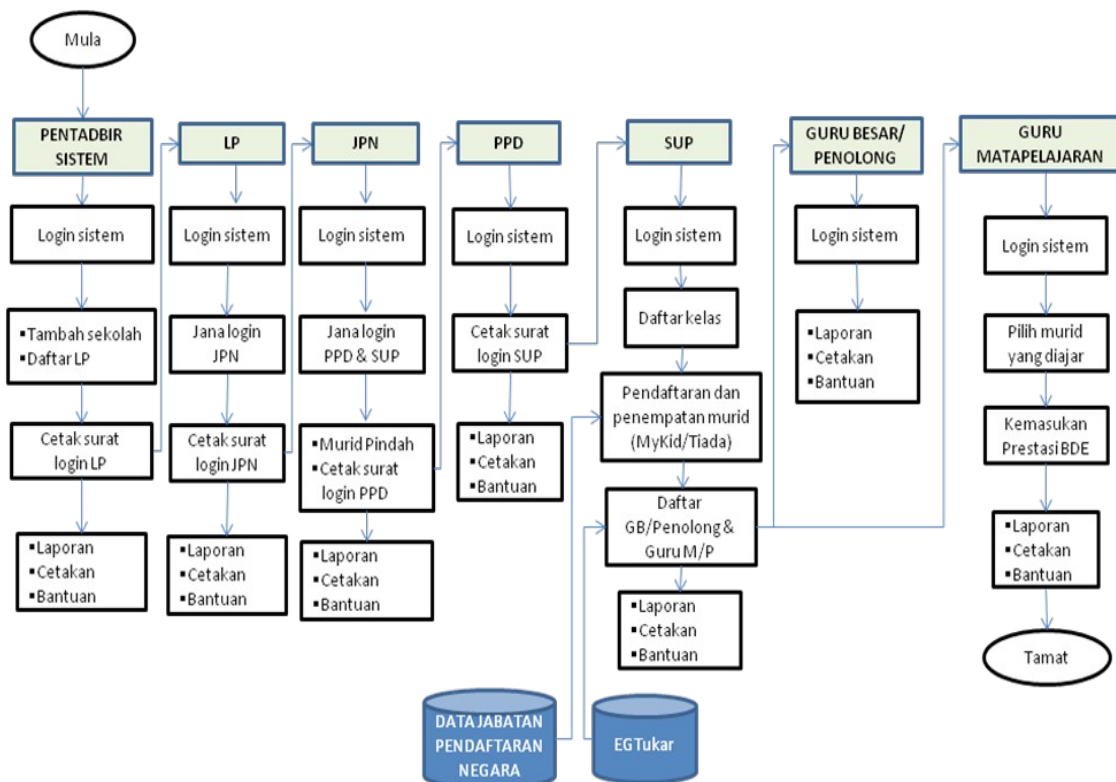 Mula
PENTADBIR
SISTEM
Login sistem
▪Tambah sekolah
▪Daftar LP
Cetak surat
login LP
▪Laporan
▪Cetakan
▪Bantuan
LP
Login sistem
Jana login
JPN
Cetak surat
login JPN
▪Laporan
▪Cetakan
▪Bantuan
JPN
Login sistem
Jana login
PPD & SUP
▪Murid Pindah
▪Cetak surat
login PPD
▪Laporan
▪Cetakan
▪Bantuan
PPD
Login sistem
Cetak surat
login SUP
▪Laporan
▪Cetakan
▪Bantuan
SUP
Login sistem
Daftar kelas
Pendaftaran dan
penempatan murid
(MyKid/Tiada)
Daftar
GB/Penolong &
Guru M/P
▪Laporan
▪Cetakan
▪Bantuan
GURU BESAR/
PENOLONG
Login sistem
▪Laporan
▪Cetakan
▪Bantuan
GURU
MATAPELAJARAN
Login sistem
Pilih murid
yang diajar
Kemasukan
Prestasi BDE
▪Laporan
▪Cetakan
▪Bantuan
Tamat
DATA JABATAN
PENDAFTARAN
NEGARA
EGTukar